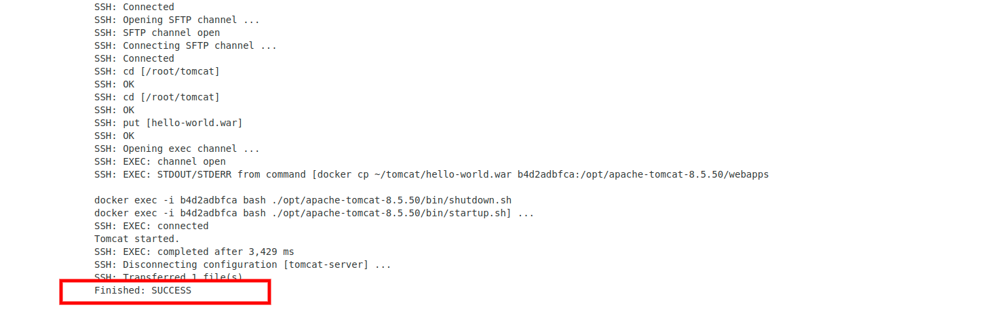 SSH: Connected
SSH: Opening SFTP channel ...
SSH: SFTP channel open
SSH: Connecting SFTP channel ...
SSH: Connected
SSH: cd [/root/tomcat]
SSH: OK
SSH: cd [/root/tomcat]
SSH: OK
SSH: put [hello-world.war]
SSH: OK
SSH: Opening exec channel ...
SSH: EXEC: channel open
SSH: EXEC: STDOUT/STDERR from command [docker cp ~/tomcat/hello-world.war b4d2adbfca:/opt/apache-tomcat-8.5.50/webapps
docker exec -i b4d2adbfca bash ./opt/apache-tomcat-8.5.50/bin/shutdown.sh
docker exec -i b4d2adbfca bash ./opt/apache-tomcat-8.5.50/bin/startup.sh] ...
SSH: EXEC: connected
Tomcat started.
SSH: EXEC: completed after 3,429 ms
SSH: Disconnecting configuration [tomcat-server] ...
SSH: Transferred 1 file(s)
Finished: SUCCESS